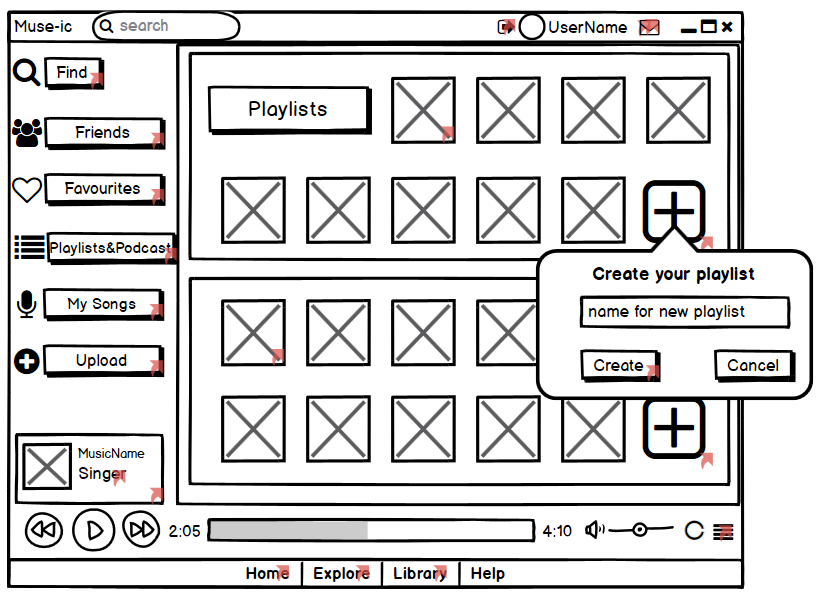 Muse-ic
search
UserName
Find
Friends
Favourites
Playlists&Podcast
My Songs
Upload
MusicName
Singer
Playlists
Create your playlist
name for new playlist
Create
Cancel
2:05
4:10
Home
Explore
Library
Help